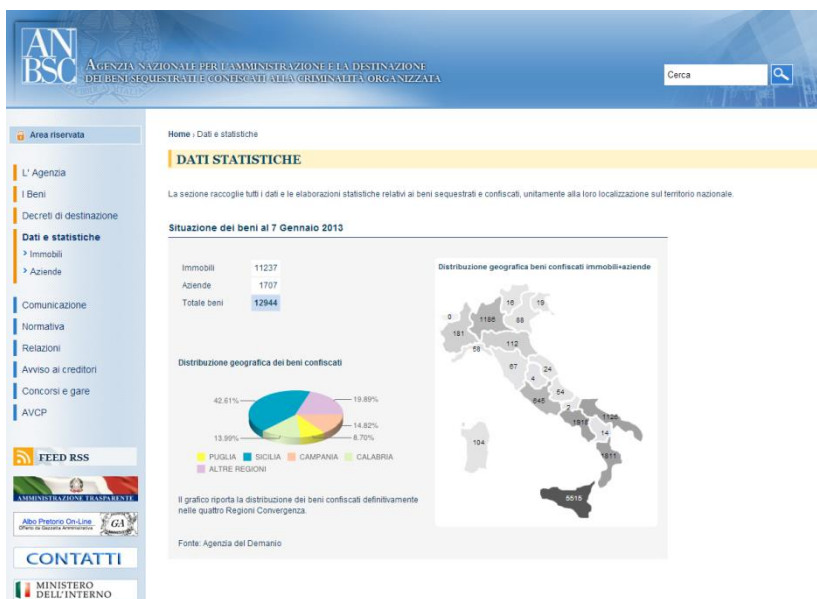 AN
BSC
AGENZIA NAZIONALE PER L'AMMINISTRAZIONE E LA DESTINAZIONE
DEI BENI SEQUESTRATI E CONFISCATI ALLA CRIMINALITÀ ORGANIZZATA
Cerca
Area riservata
L' Agenzia
I Beni
Decreti di destinazione
Dati e statistiche
> Immobili
> Aziende
Comunicazione
Normativa
Relazioni
Avviso ai creditori
Concorsi e gare
AVCP
FEED RSS
AMMINISTRAZIONE TRASPARENTE
Albo Pretorio On-Line
GA
CONTATTI
MINISTERO
DELL'INTERNO
Home › Dati e statistiche
DATI STATISTICHE
La sezione raccoglie tutti i dati e le elaborazioni statistiche relativi ai beni sequestrati e confiscati, unitamente alla loro localizzazione sul territorio nazionale.
Situazione dei beni al 7 Gennaio 2013
Immobili 11237
Aziende 1707
Totale beni 12944
Distribuzione geografica dei beni confiscati
42.61%
19.89%
14.82%
13.99%
8.70%
PUGLIA SICILIA CAMPANIA CALABRIA
ALTRE REGIONI
Il grafico riporta la distribuzione dei beni confiscati definitivamente
nelle quattro Regioni Convergenza.
Fonte: Agenzia del Demanio
Distribuzione geografica beni confiscati immobili+aziende
16
19
0
1186
88
181
112
58
67
24
4
54
645
2
1126
1918
14
104
1811
5515